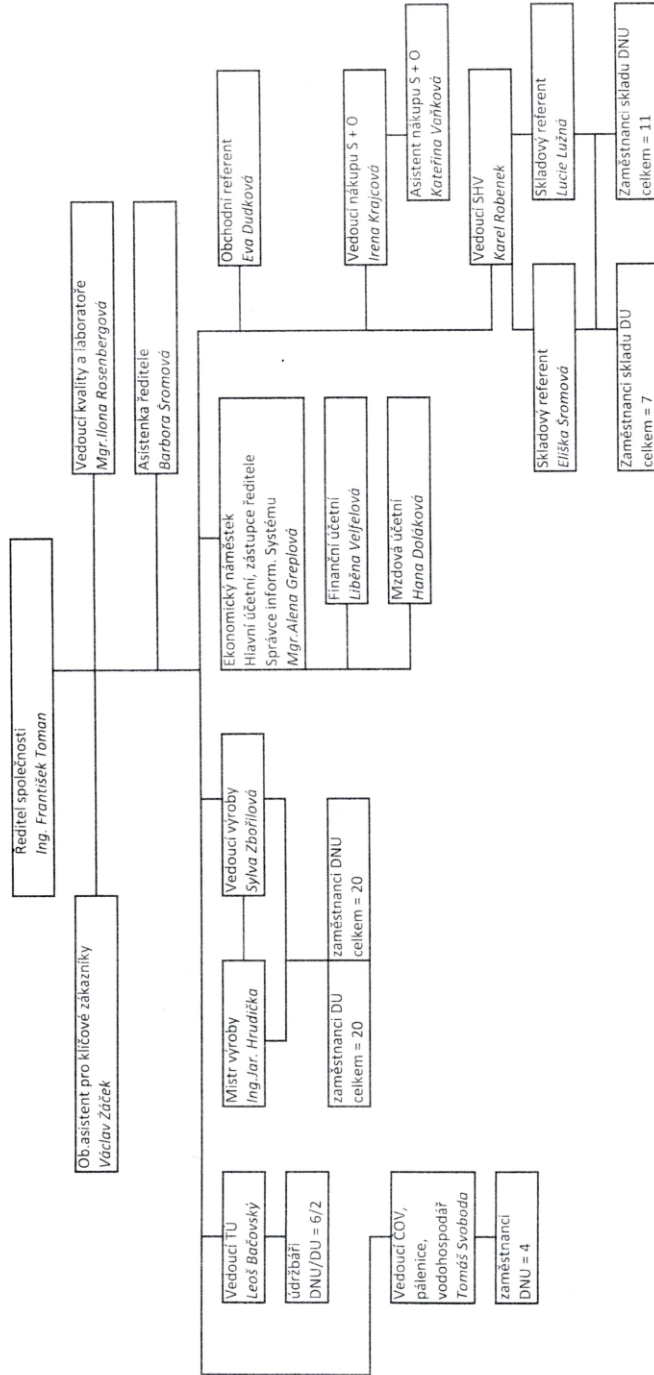 Ředitel společnosti
Ing. František Toman
Ob.asistent pro klíčové zákazníky
Václav Žáček
Vedoucí kvality a laboratoře
Mgr.Ilona Rosenbergová
Asistenka ředitele
Barbora Šromová
Vedoucí TÚ
Leoš Bačovský
údržbáři
DNU/DU = 6/2
Vedoucí ČOV,
pálenice,
vodohospodář
Tomáš Svoboda
zaměstnanci
DNU = 4
Mistr výroby
Ing.Jar. Hrudička
Vedoucí výroby
Sylva Zbořilová
zaměstnanci DU
celkem = 20
zaměstnanci DNU
celkem = 20
Ekonomický náměstek
Hlavní účetní, zástupce ředitele
Správce inform. Systému
Mgr.Alena Greplová
Finanční účetní
Liběna Velfelová
Mzdová účetní
Hana Doláková
Obchodní referent
Eva Dudková
Vedoucí nákupu S + O
Irena Krajcová
Asistent nákupu S + O
Kateřina Vaňková
Vedoucí SHV
Karel Robenek
Skladový referent
Eliška Šromová
Skladový referent
Lucie Lužná
Zaměstnanci skladu DU
celkem = 7
Zaměstnanci skladu DNU
celkem = 11